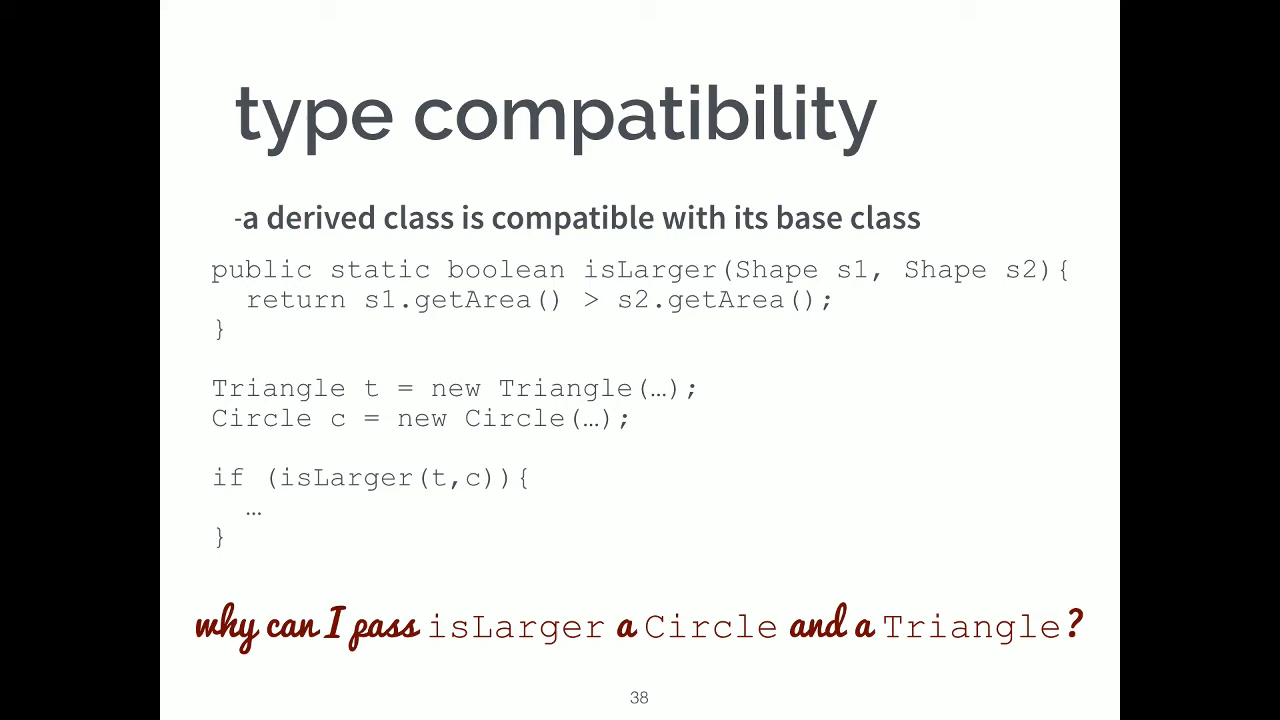 type compatibility
-a derived class is compatible with its base class
public static boolean isLarger(Shape s1, Shape s2){
  return s1.getArea() > s2.getArea();
}
Triangle t = new Triangle(…);
Circle c = new Circle(…);
if (isLarger(t,c)){
  …
}
why can I pass isLarger a Circle and a Triangle?
38